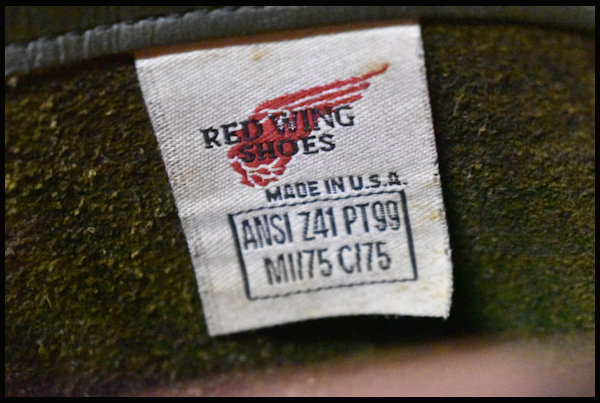 RED WING
SHOES
MADE IN U.S.A.
ANSI Z41 PT99
MI/75 C/75